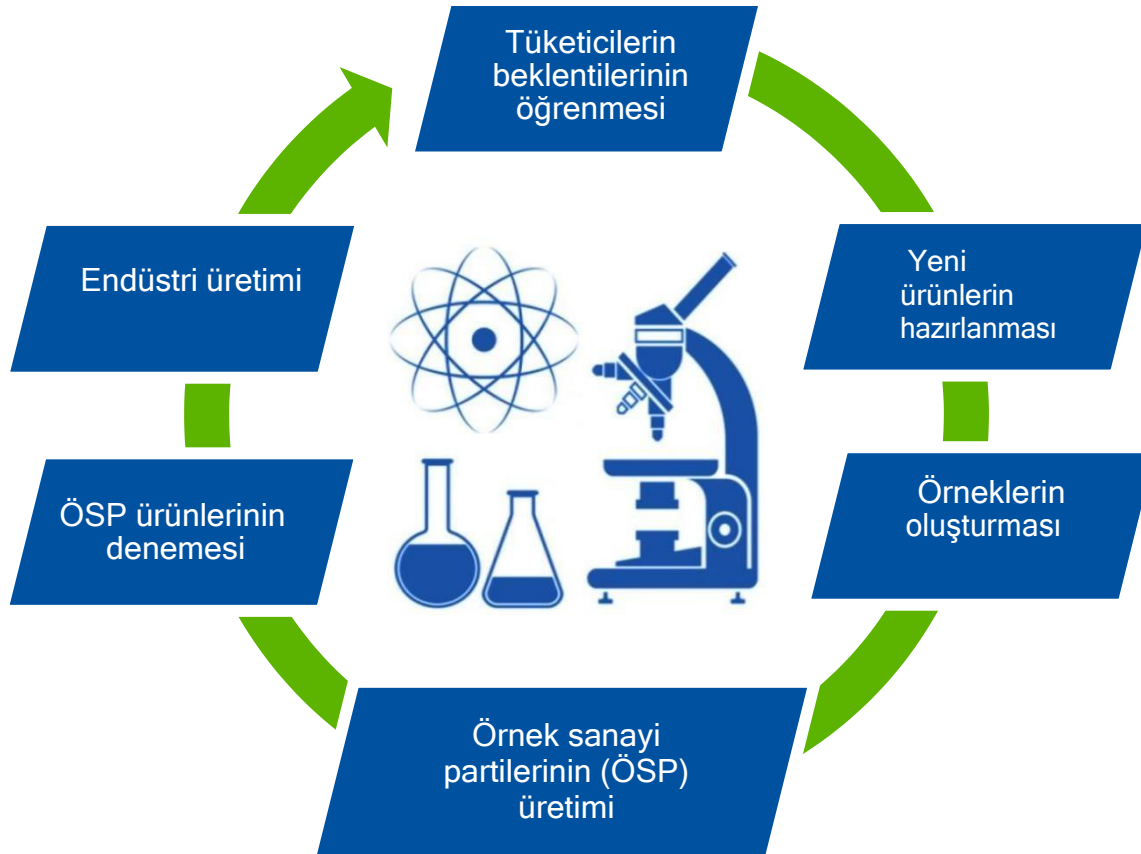 Tüketicilerin
beklentilerinin
öğrenmesi
Yeni
ürünlerin
hazırlanması
Örneklerin
oluşturması
Örnek sanayi
partilerinin (ÖSP)
üretimi
ÖSP ürünlerinin
denemesi
Endüstri üretimi